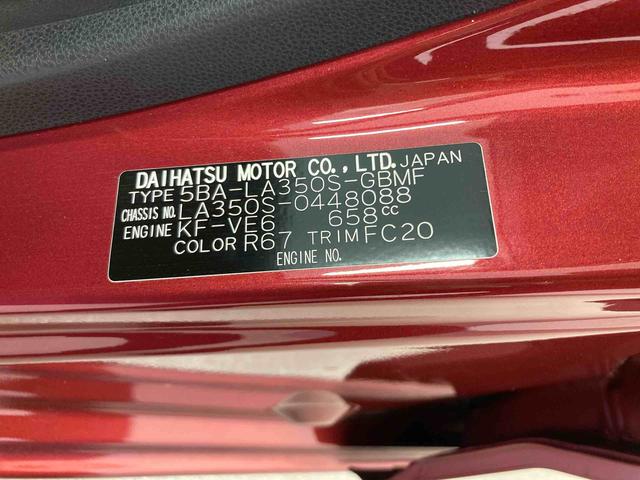 DAIHATSU MOTOR CO., LTD. JAPAN
TYPE 5BA-LA350S-GBMF
CHASSIS NO. LA350S-0448088
ENGINE KF-VE6 658cc
COLOR R67 TRIM FC20
ENGINE NO.